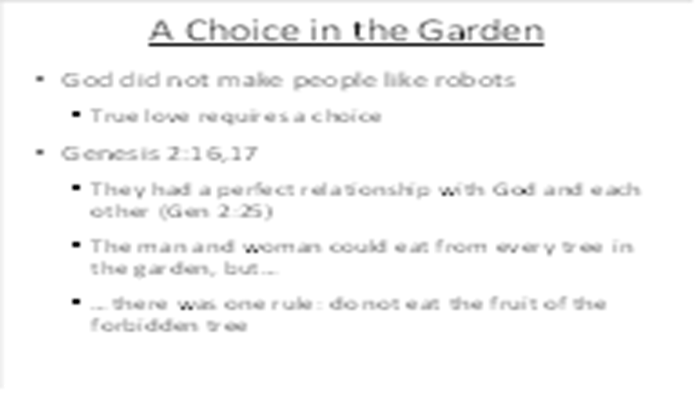 A Choice in the Garden
• God did not make people like robots
▪ True love requires a choice
• Genesis 2:16,17
▪ They had a perfect relationship with God and each
other (Gen 2:25)
▪ The man and woman could eat from every tree in
the garden, but...
▪ ... there was one rule: do not eat the fruit of the
forbidden tree